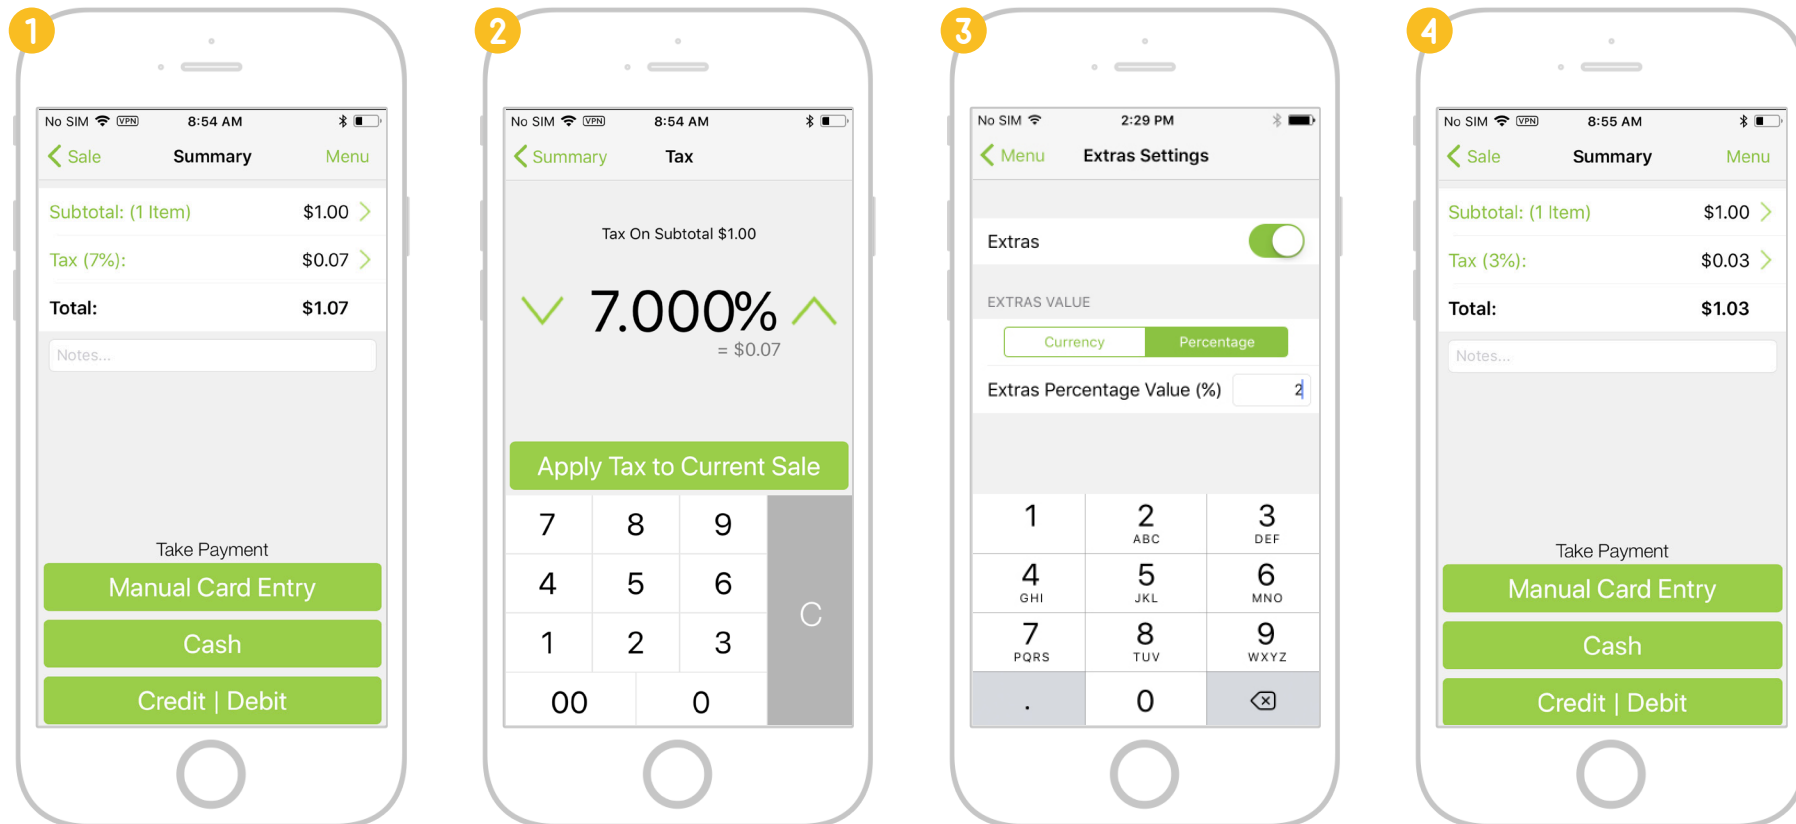 1
No SIM VPN 8:54 AM
Sale Summary Menu
Subtotal: (1 Item) $1.00
Tax (7%): $0.07
Total: $1.07
Notes...
Take Payment
Manual Card Entry
Cash
Credit | Debit
2
No SIM VPN 8:54 AM
Summary Tax
Tax On Subtotal $1.00
7.000%
= $0.07
Apply Tax to Current Sale
7 8 9
4 5 6
C
1 2 3
00 0
3
No SIM 2:29 PM
Menu Extras Settings
Extras
EXTRAS VALUE
Currency Percentage
Extras Percentage Value (%) 2
1 2 3
ABC DEF
4 5 6
GHI JKL MNO
7 8 9
PQRS TUV WXYZ
. 0
4
No SIM VPN 8:55 AM
Sale Summary Menu
Subtotal: (1 Item) $1.00
Tax (3%): $0.03
Total: $1.03
Notes...
Take Payment
Manual Card Entry
Cash
Credit | Debit